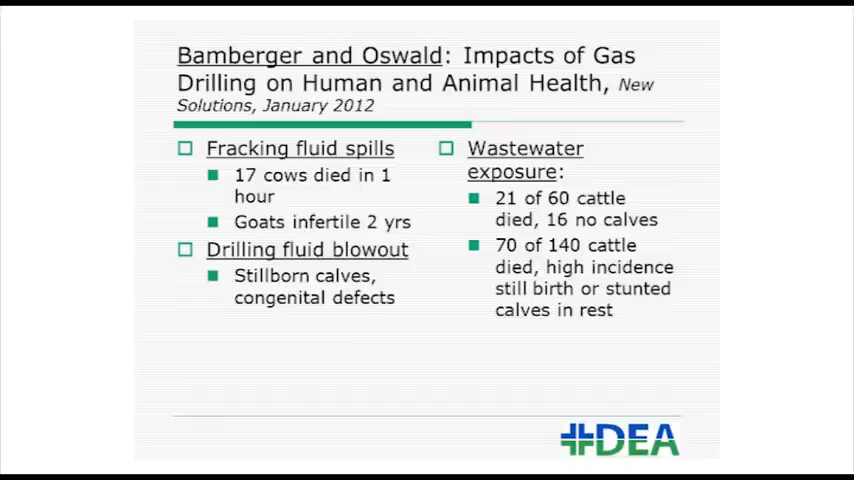 Bamberger and Oswald: Impacts of Gas
Drilling on Human and Animal Health, New
Solutions, January 2012
Fracking fluid spills
17 cows died in 1
hour
Goats infertile 2 yrs
Drilling fluid blowout
Stillborn calves,
congenital defects
Wastewater
exposure:
21 of 60 cattle
died, 16 no calves
70 of 140 cattle
died, high incidence
still birth or stunted
calves in rest
DEA